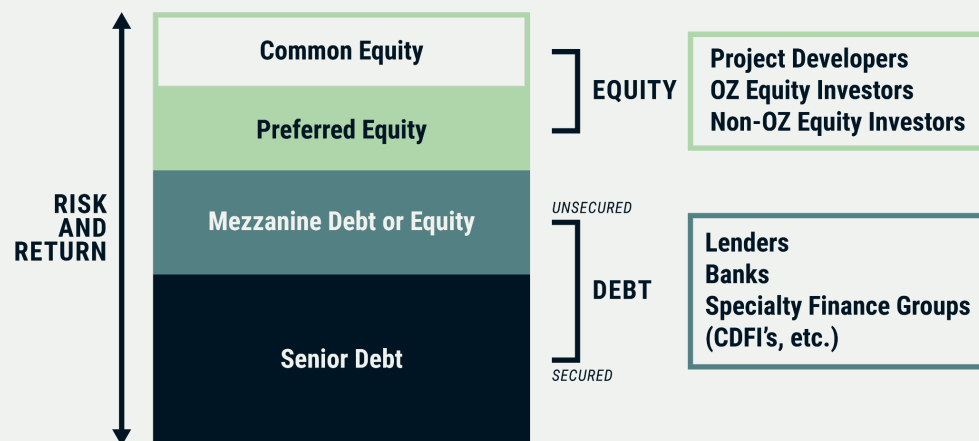 Common Equity
Preferred Equity
Mezzanine Debt or Equity
Senior Debt
RISK
AND
RETURN
EQUITY
UNSECURED
DEBT
SECURED
Project Developers
OZ Equity Investors
Non-OZ Equity Investors
Lenders
Banks
Specialty Finance Groups
(CDFI's, etc.)